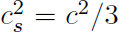 $c_s^2 = c^2/3$